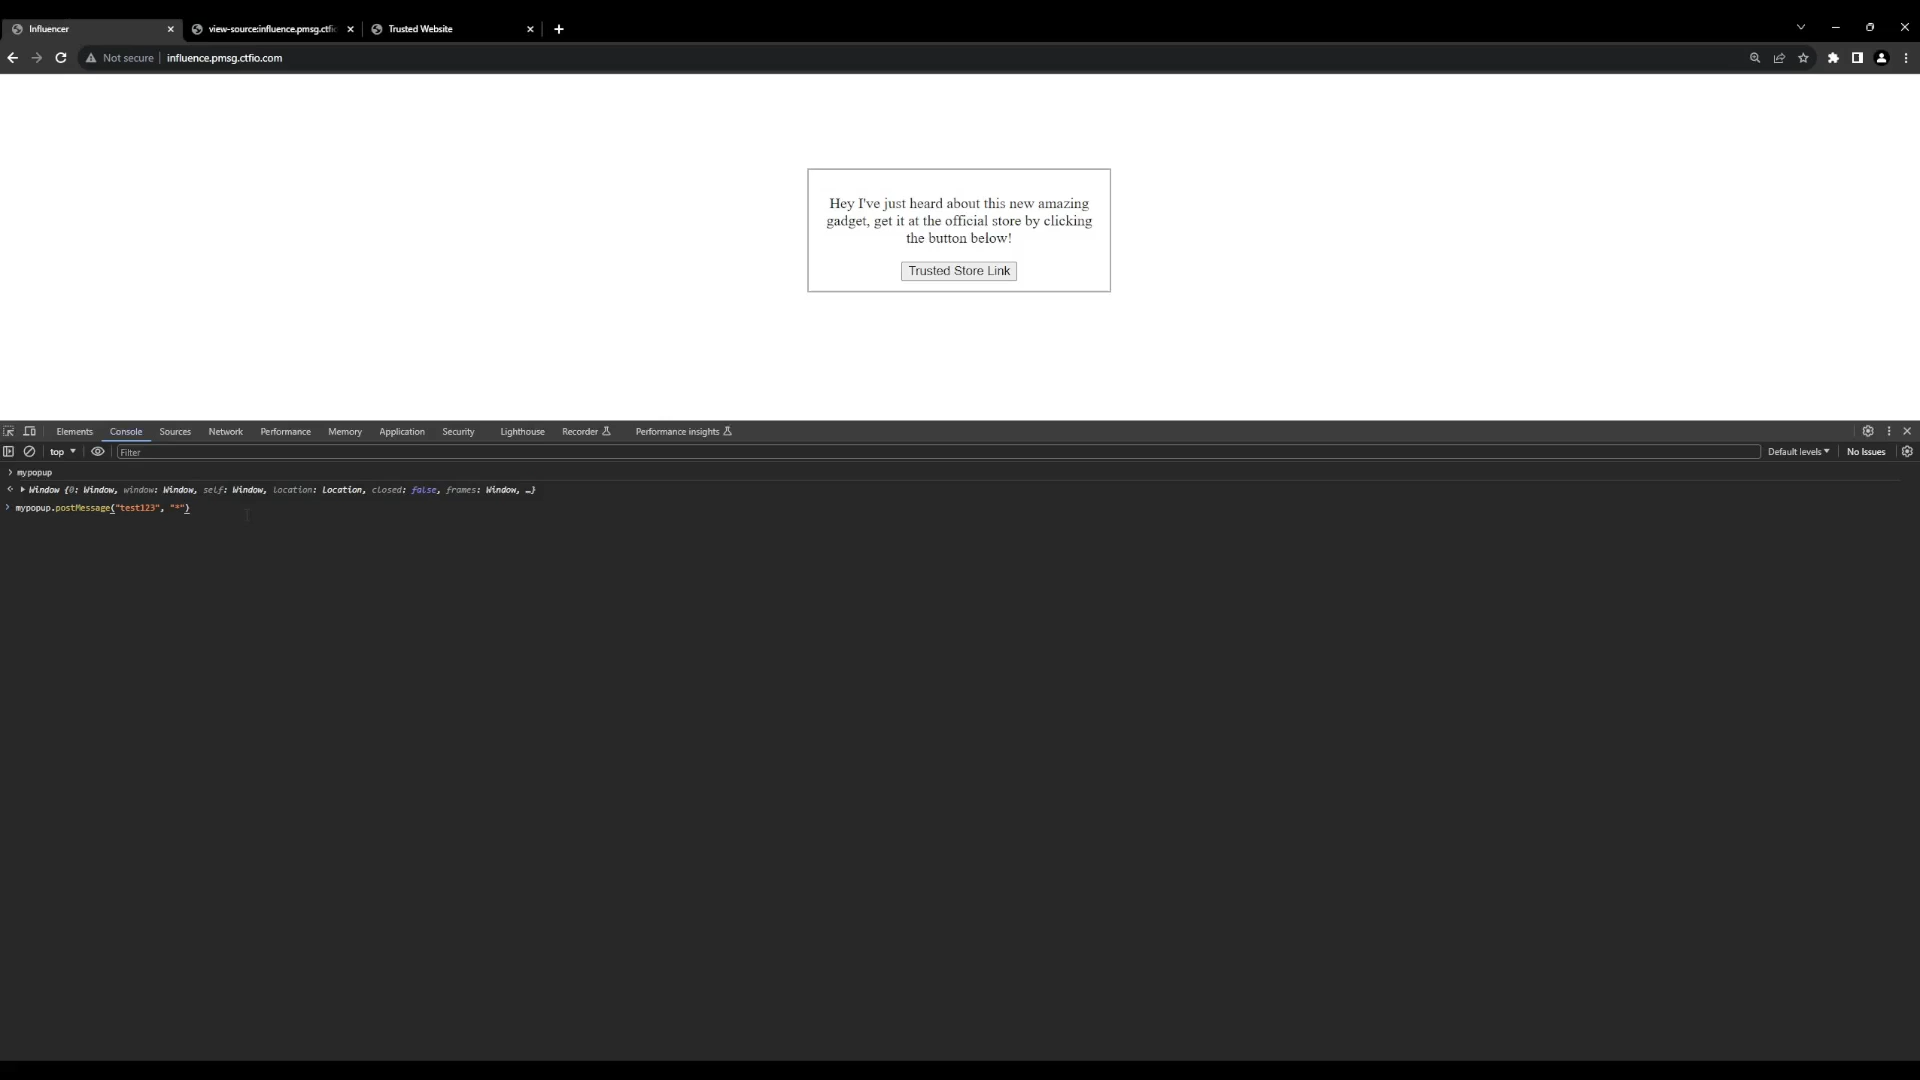 Influencer
view-source:influence.pmsg.ctfi
Trusted Website
Not secure
influence.pmsg.ctfio.com
Hey I've just heard about this new amazing
gadget, get it at the official store by clicking
the button below!
Trusted Store Link
Elements
Console
Sources
Network
Performance
Memory
Application
Security
Lighthouse
Recorder
Performance insights
top
Filter
Default levels
No Issues
> mypopup
Window {0: Window, window: Window, self: Window, location: Location, closed: false, frames: Window, …}
> mypopup.postMessage("test123", "*")